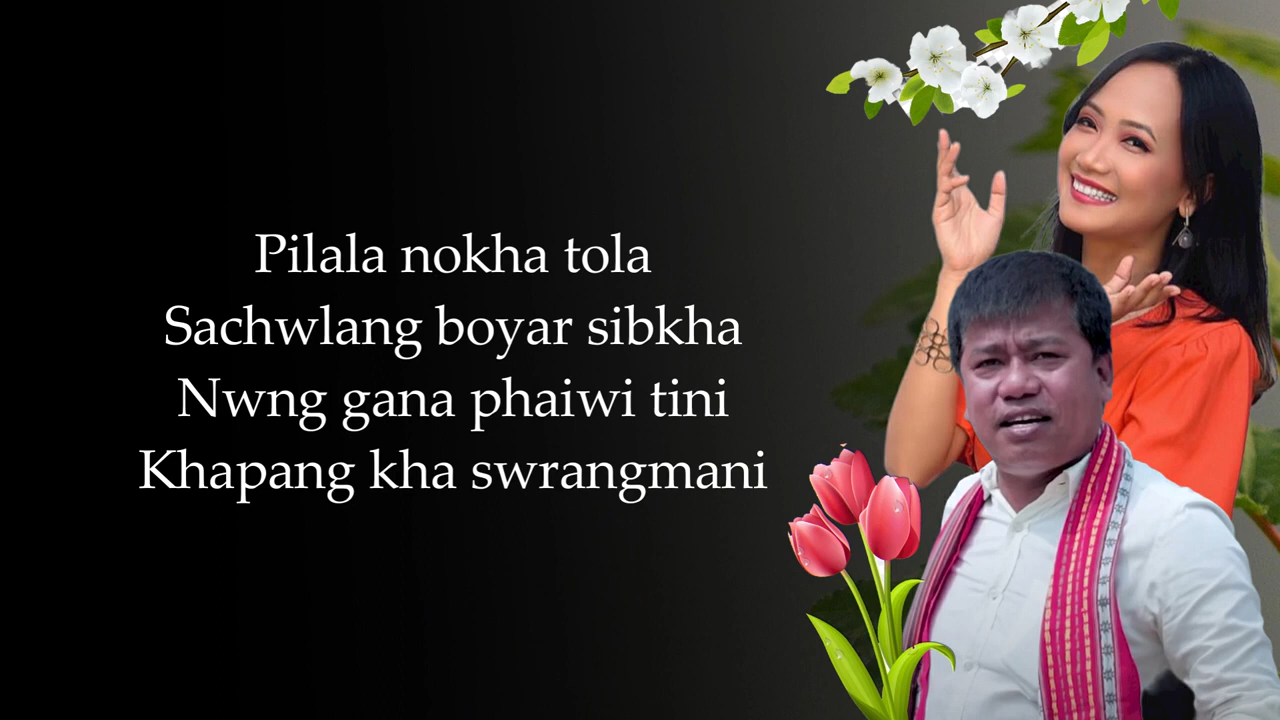 Pilala nokha tola
Sachwlang boyar sibkha
Nwng gana phaiwi tini
Khapang kha swrangmani